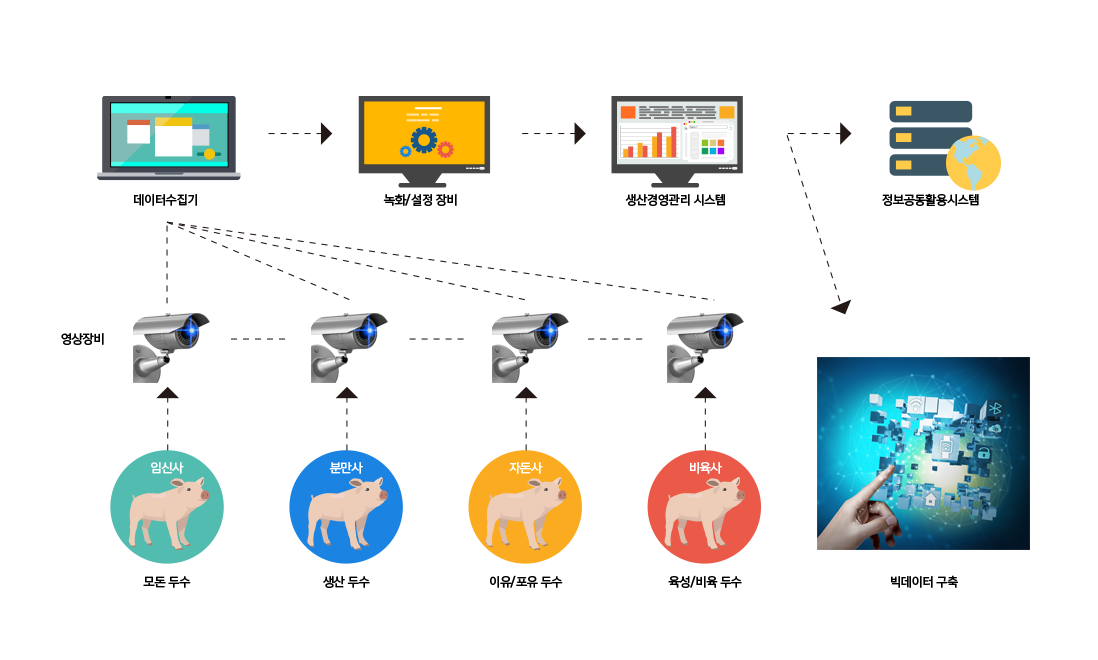 데이터수집기
녹화/설정 장비
생산경영관리 시스템
정보공동활용시스템
영상장비
임신사
분만사
자돈사
비육사
모돈 두수
생산 두수
이유/포유 두수
육성/비육 두수
빅데이터 구축